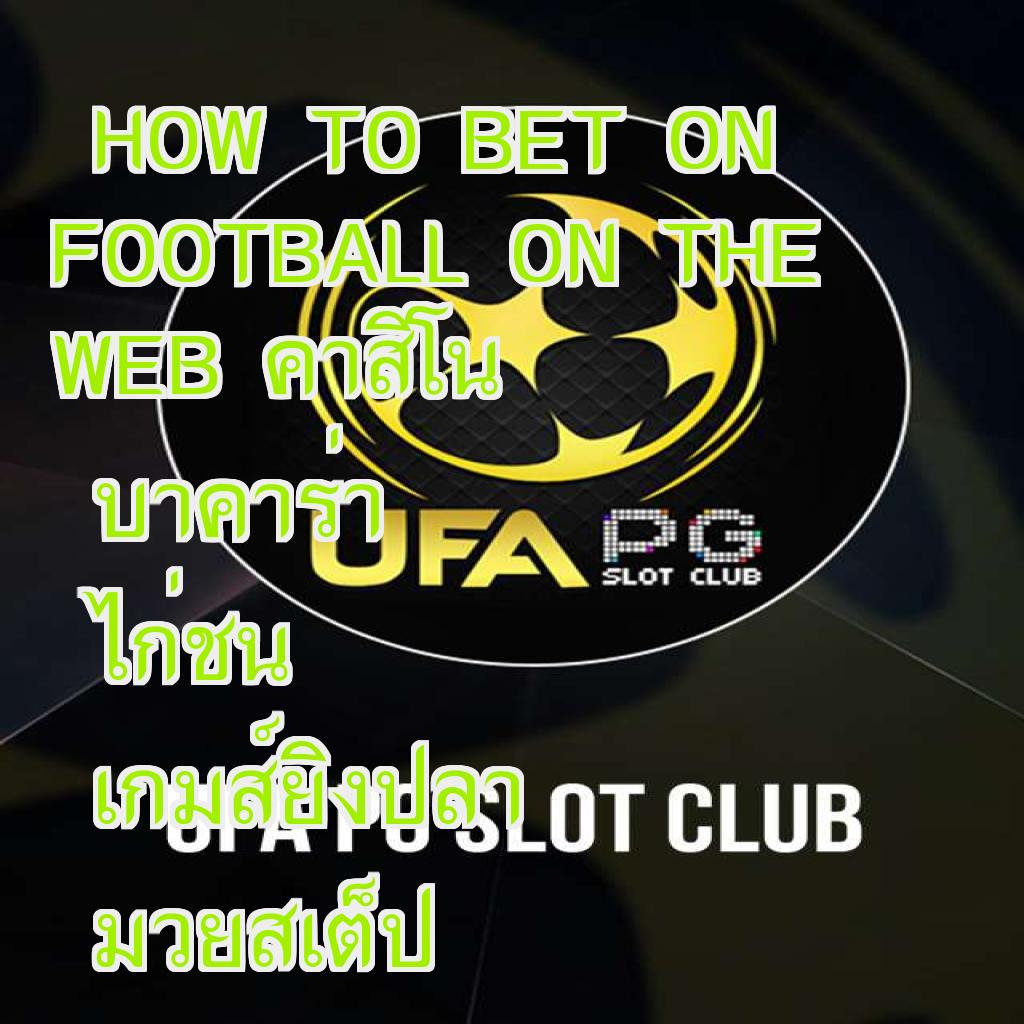 HOW TO BET ON
FOOTBALL ON THE
WEB คาสิโน
บาคาร่า
UFA PG
SLOT CLUB
ไก่ชน
เกมส์ยิงปลา
UFA PG SLOT CLUB
มวยสเต็ป